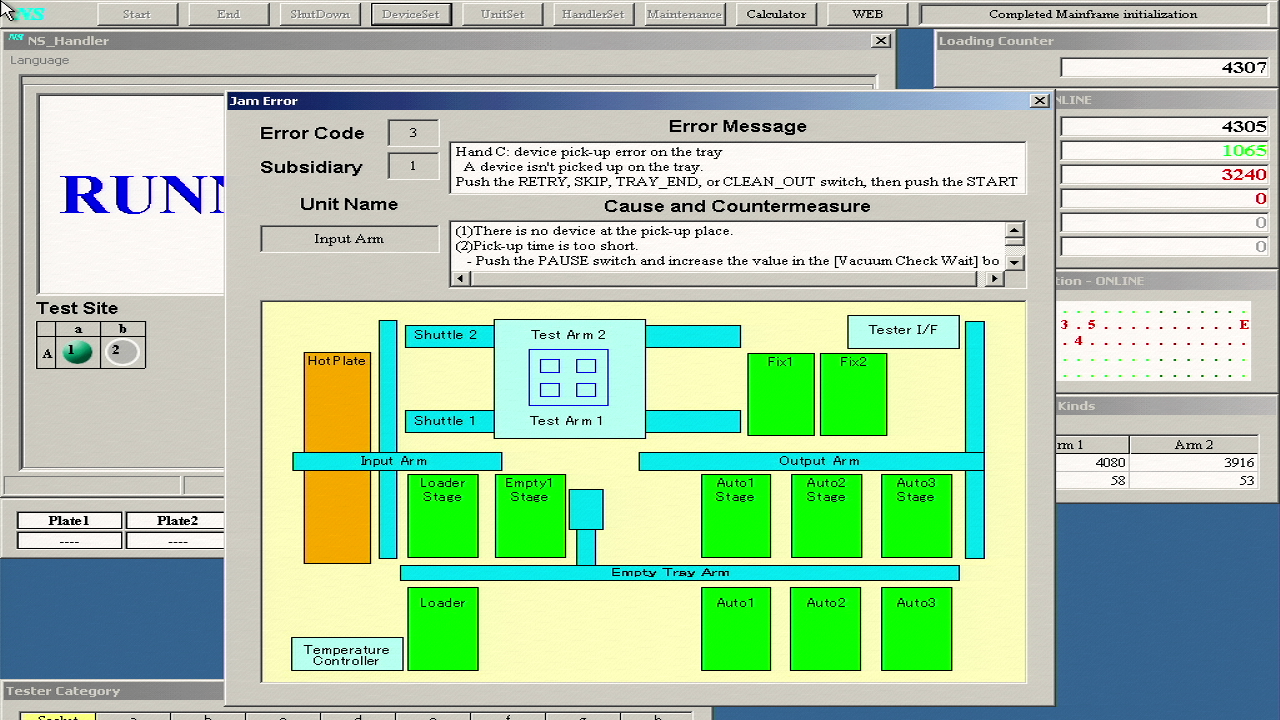 NS Start End ShutDown DeviceSet UnitSet HandlerSet Maintenance Calculator WEB Completed Mainframe initialization
NS NS_Handler
Language
RUNN
Test Site
a b
A 1 2
Plate1 Plate2
---- ----
Tester Category
Jam Error
Error Code 3
Subsidiary 1
Unit Name
Input Arm
Error Message
Hand C: device pick-up error on the tray
A device isn't picked up on the tray.
Push the RETRY, SKIP, TRAY_END, or CLEAN_OUT switch, then push the START
Cause and Countermeasure
(1)There is no device at the pick-up place.
(2)Pick-up time is too short.
- Push the PAUSE switch and increase the value in the [Vacuum Check Wait] bo
Shuttle 2 Test Arm 2 Tester I/F
HotPlate Fix1 Fix2
Shuttle 1 Test Arm 1
Input Arm Output Arm
Loader Stage Empty1 Stage Auto1 Stage Auto2 Stage Auto3 Stage
Empty Tray Arm
Loader Auto1 Auto2 Auto3
Temperature
Controller
Loading Counter
4307
LINE
4305
1065
3240
0
0
0
tion - ONLINE
3 . 5 . . . . . . . . E
. 4 . . . . . . . .
Kinds
rm 1 Arm 2
4080 3916
58 53